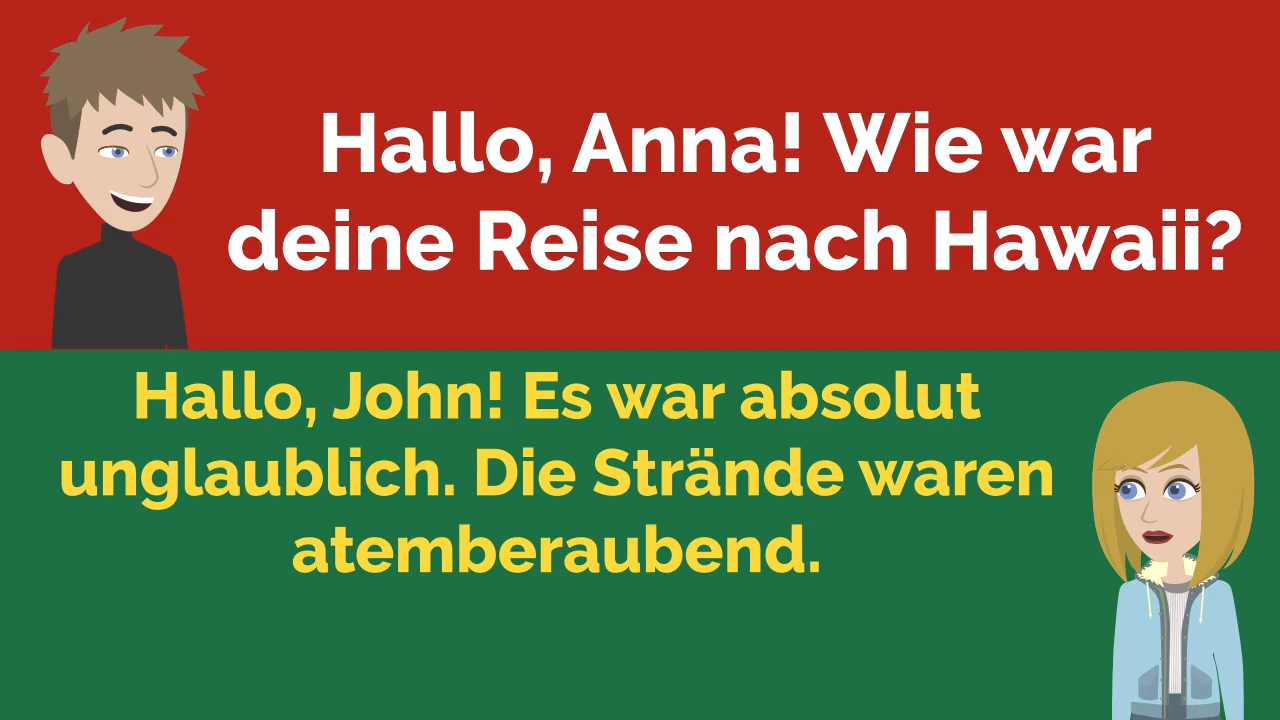 Hallo, Anna! Wie war
deine Reise nach Hawaii?
Hallo, John! Es war absolut
unglaublich. Die Strände waren
atemberaubend.